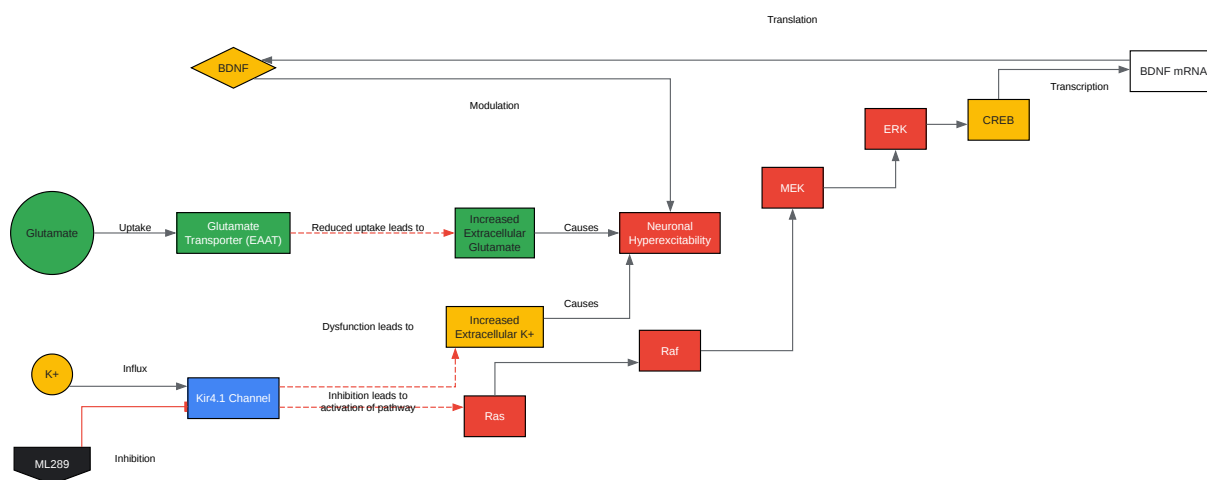 Translation
BDNF
BDNF mRNA
Transcription
Modulation
CREB
ERK
MEK
Glutamate
Uptake
Glutamate
Transporter (EAAT)
Reduced uptake leads to
Increased
Extracellular
Glutamate
Causes
Neuronal
Hyperexcitability
Causes
Increased
Extracellular K+
Dysfunction leads to
Raf
K+
Influx
Kir4.1 Channel
Inhibition leads to
activation of pathway
Ras
ML289
Inhibition